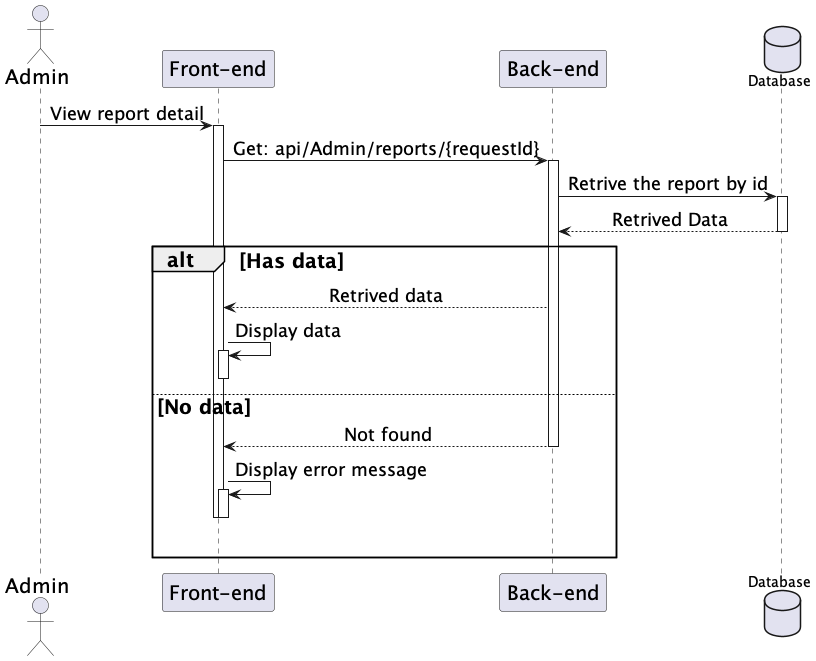 Admin
Front-end
Back-end
Database
View report detail
Get: api/Admin/reports/{requestId}
Retrive the report by id
Retrived Data
alt [Has data]
Retrived data
Display data
[No data]
Not found
Display error message
Admin
Front-end
Back-end
Database